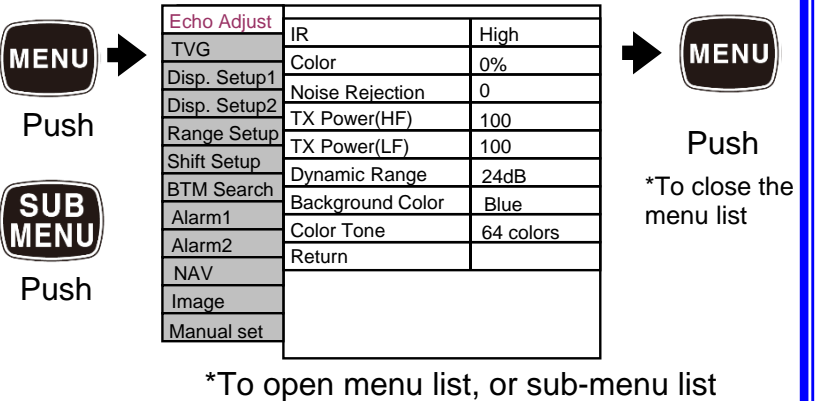 MENU
Push
SUB
MENU
Push
Echo Adjust
TVG
Disp. Setup1
Disp. Setup2
Range Setup
Shift Setup
BTM Search
Alarm1
Alarm2
NAV
Image
Manual set
IR High
Color 0%
Noise Rejection 0
TX Power(HF) 100
TX Power(LF) 100
Dynamic Range 24dB
Background Color Blue
Color Tone 64 colors
Return
MENU
Push
*To close the
menu list
*To open menu list, or sub-menu list